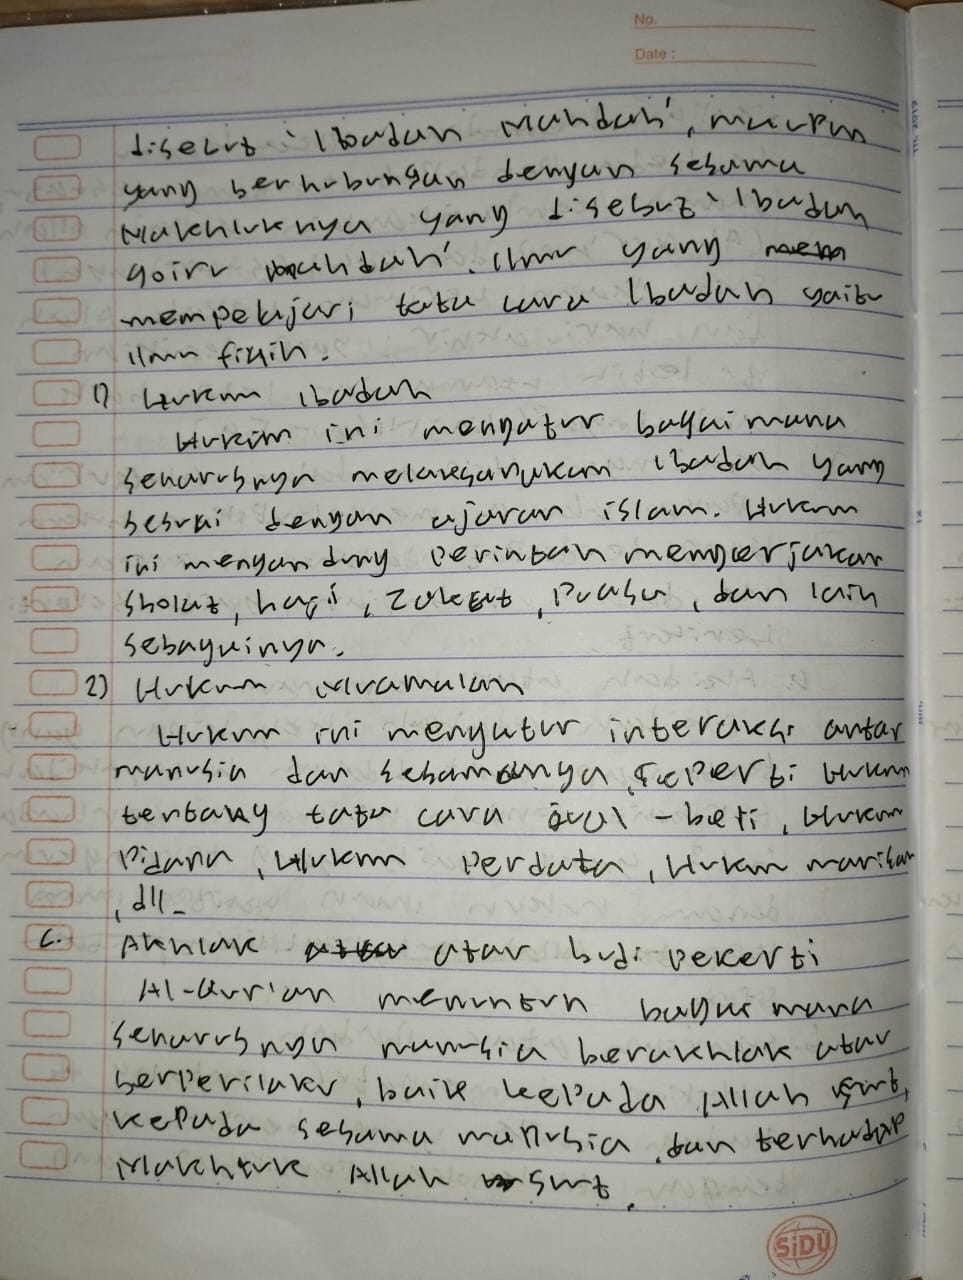 No.
Date :
disebut 'Ibadah Mahdah', maupun
yang berhubungan dengan sesama
Makhluknya yang disebut 'Ibadah
goiru mahdah'. Ilmu yang mem
mempelajari tata cara Ibadah yaitu
ilmu fiqih.
1) Hukum ibadah
Hukum ini mengatur bagaimana
seharusnya melaksanakan ibadah yang
sesuai dengan ajaran islam. Hukum
ini mengandung perintah mengerjakan
sholat, haji, zakat, puasa, dan lain
sebagainya.
2) Hukum Muamalah
Hukum ini mengatur interaksi antar
manusia dan sesamanya, seperti hukum
tentang tata cara jual - beli, Hukum
Pidana, Hukum Perdata, Hukum warisan
, dll_
C. Akhlak atau budi pekerti
Al-Qur'an menuntun bagaimana
seharusnya manusia berakhlak atau
berperilaku, baik kepada Allah swt,
kepada sesama manusia, dan terhadap
Makhluk Allah swt.
SiDU